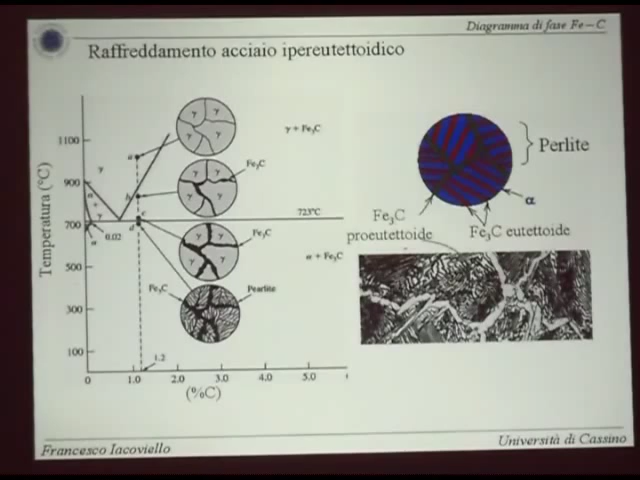 Diagramma di fase Fe – C
Raffreddamento acciaio ipereutettoidico
Temperatura (°C)
1100
900
700
500
300
100
0
1.0
2.0
3.0
4.0
5.0
(%C)
1.2
0.02
723°C
γ
α
+
γ
α
a
b
c
d
γ + Fe3C
α + Fe3C
γ γ
γ γ
Fe3C
γ γ
γ γ
Fe3C
γ γ
γ γ
Fe3C
Pearlite
Perlite
α
Fe3C
proeutettoide
Fe3C eutettoide
Francesco Iacoviello
Università di Cassino